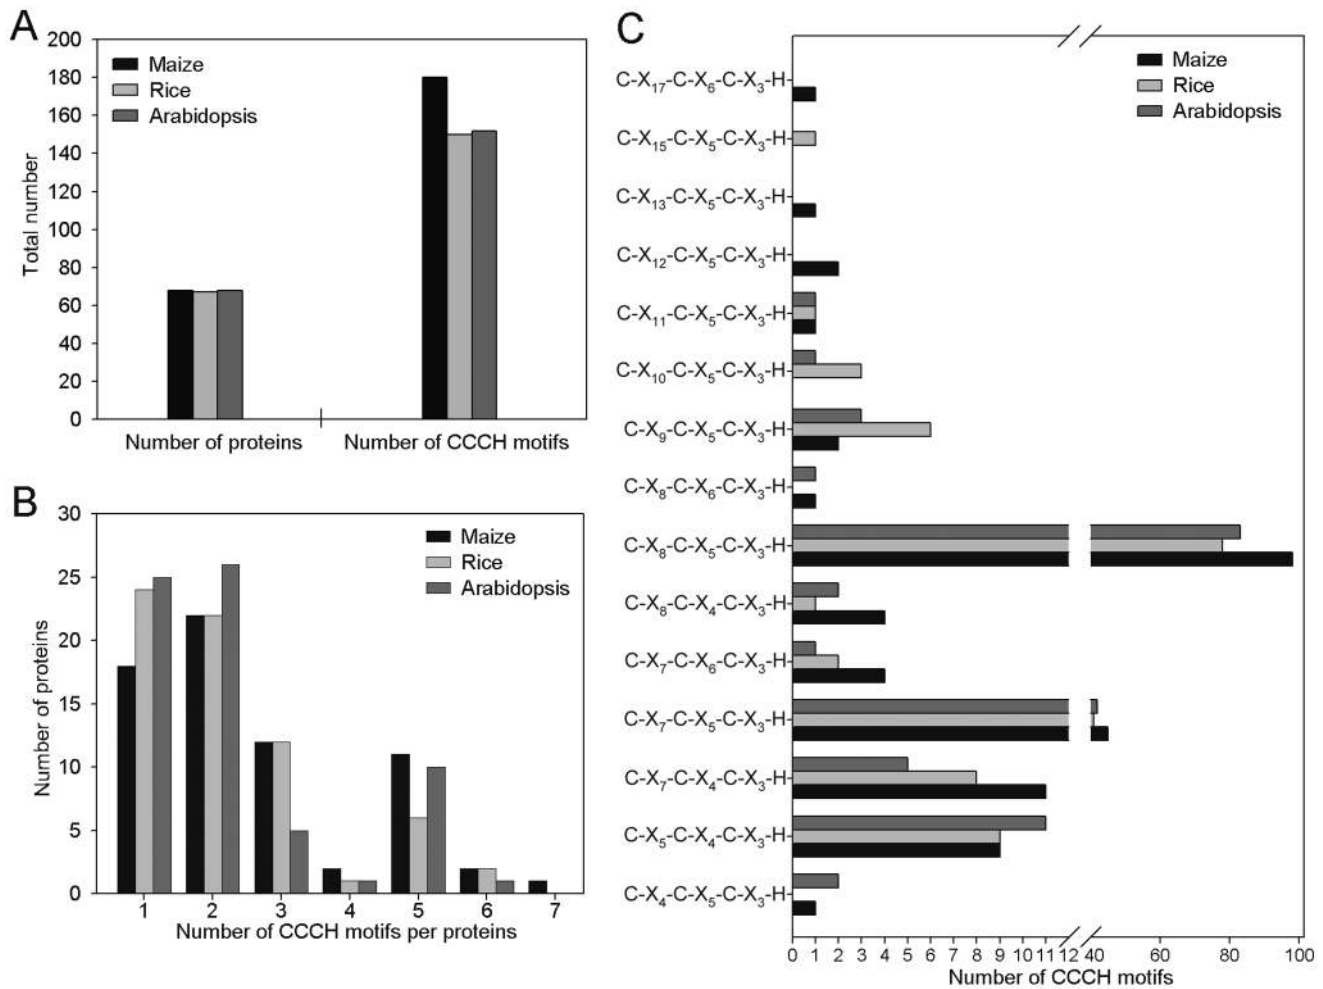 A
200
180
160
140
120
100
80
60
40
20
0
Total number
Maize
Rice
Arabidopsis
Number of proteins
Number of CCCH motifs
B
30
25
20
15
10
5
0
Number of proteins
Maize
Rice
Arabidopsis
1 2 3 4 5 6 7
Number of CCCH motifs per proteins
C
Maize
Rice
Arabidopsis
C-X17-C-X6-C-X3-H
C-X15-C-X5-C-X3-H
C-X13-C-X5-C-X3-H
C-X12-C-X5-C-X3-H
C-X11-C-X5-C-X3-H
C-X10-C-X5-C-X3-H
C-X9-C-X5-C-X3-H
C-X8-C-X6-C-X3-H
C-X8-C-X5-C-X3-H
C-X8-C-X4-C-X3-H
C-X7-C-X6-C-X3-H
C-X7-C-X5-C-X3-H
C-X7-C-X4-C-X3-H
C-X5-C-X4-C-X3-H
C-X4-C-X5-C-X3-H
0 1 2 3 4 5 6 7 8 9 10 11 12 40 60 80 100
Number of CCCH motifs